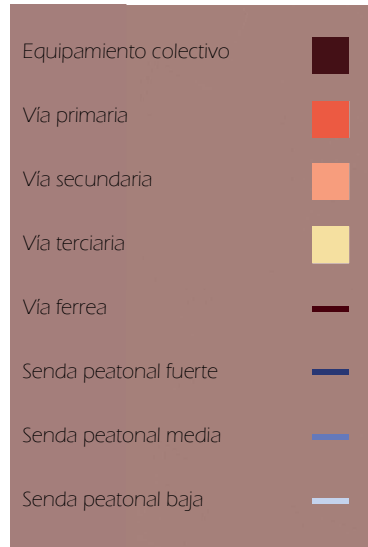 Equipamiento colectivo
Vía primaria
Vía secundaria
Vía terciaria
Vía ferrea
Senda peatonal fuerte
Senda peatonal media
Senda peatonal baja